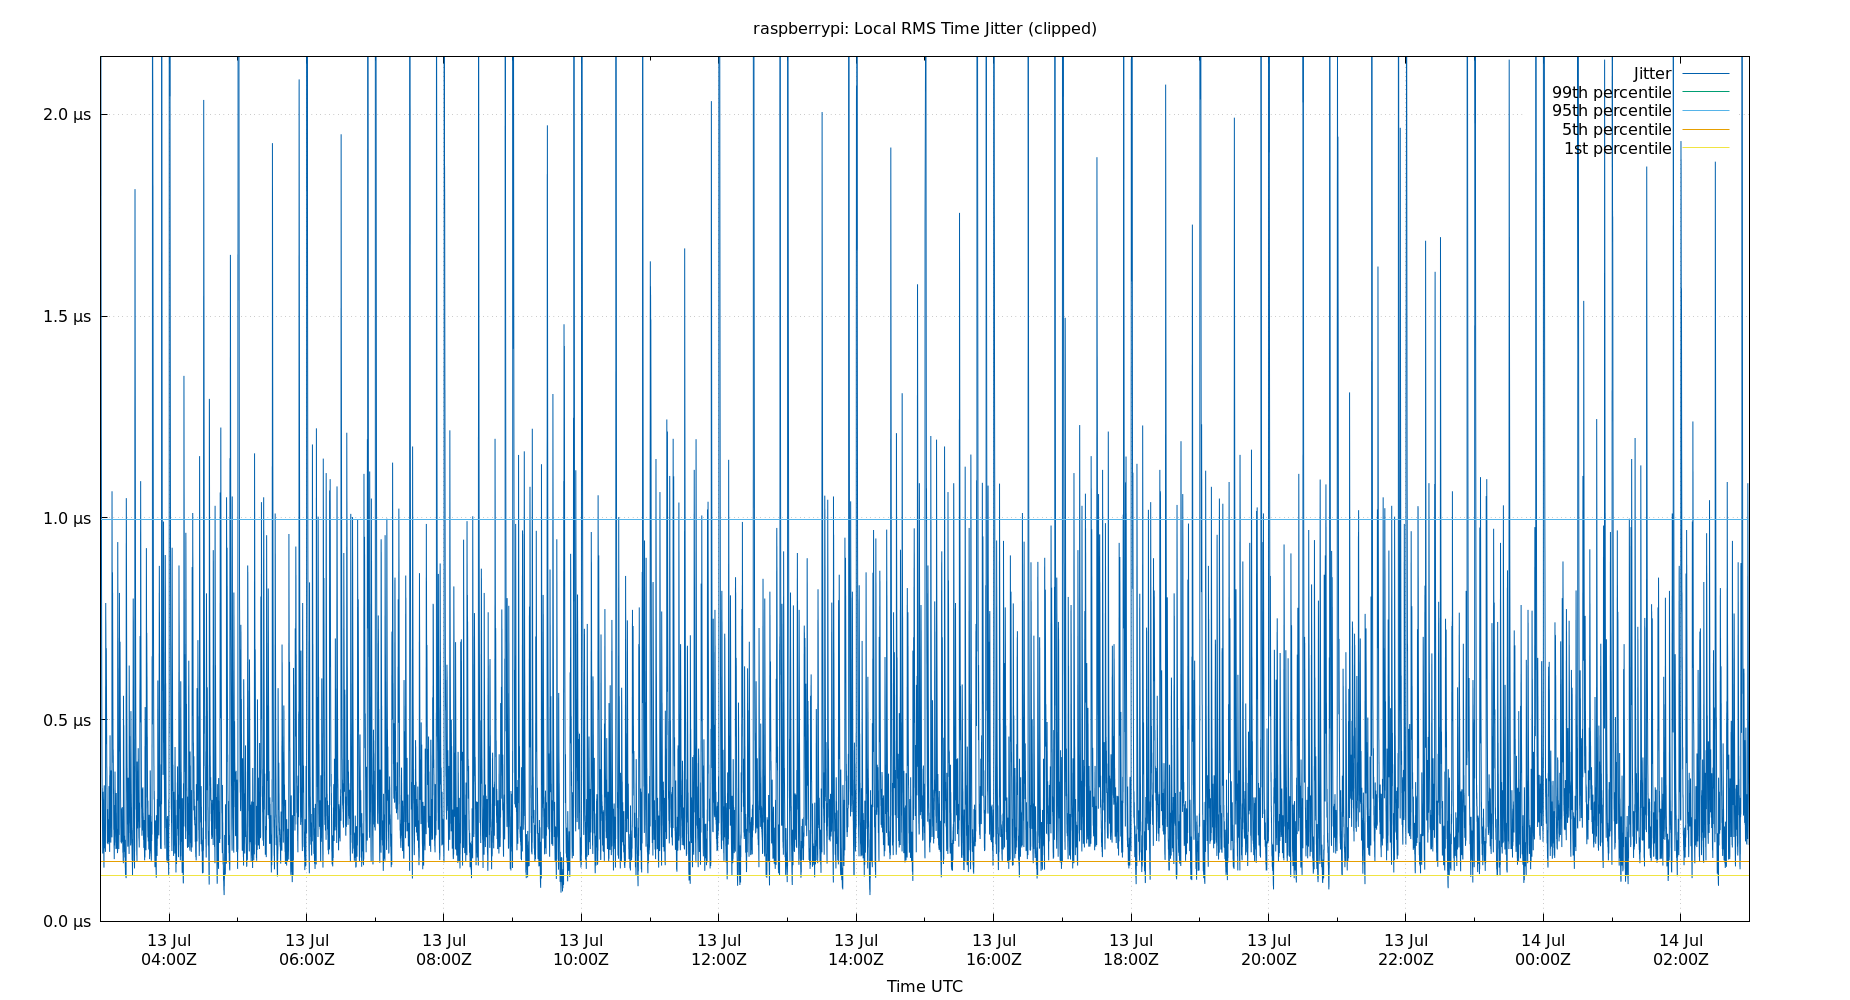 raspberrypi: Local RMS Time Jitter (clipped)
Jitter
99th percentile
95th percentile
5th percentile
1st percentile
2.0 µs
1.5 µs
1.0 µs
0.5 µs
0.0 µs
13 Jul 13 Jul 13 Jul 13 Jul 13 Jul 13 Jul 13 Jul 13 Jul 13 Jul 13 Jul 14 Jul 14 Jul
04:00Z 06:00Z 08:00Z 10:00Z 12:00Z 14:00Z 16:00Z 18:00Z 20:00Z 22:00Z 00:00Z 02:00Z
Time UTC